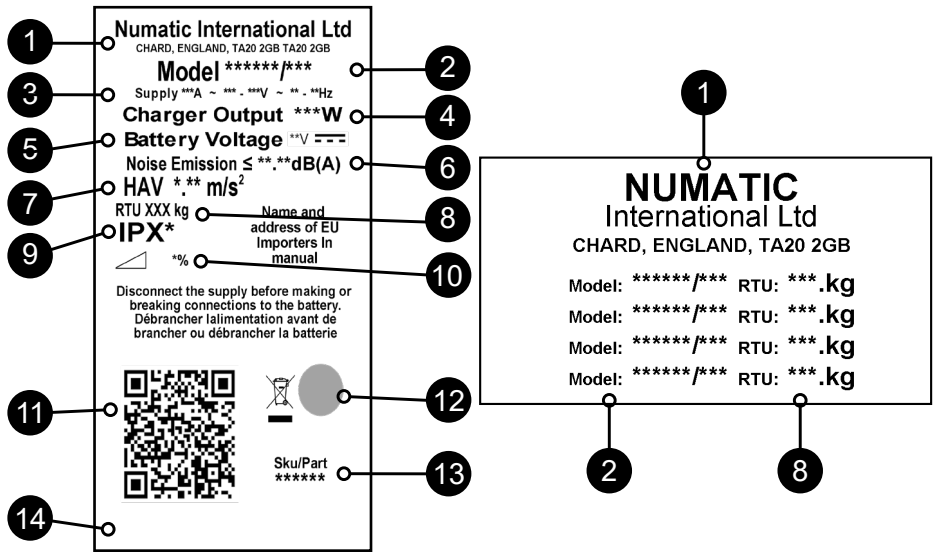 Numatic International Ltd
CHARD, ENGLAND, TA20 2GB TA20 2GB
1
Model ******/***
2
3
Supply ***A ~ *** - ***V ~ ** - **Hz
Charger Output ***W
4
5
Battery Voltage **V
Noise Emission ≤ **.**dB(A)
6
7
HAV *.** m/s²
RTU XXX kg
8
9
IPX*
Name and
address of EU
Importers In
manual
*%
10
Disconnect the supply before making or
breaking connections to the battery.
Débrancher lalimentation avant de
brancher ou débrancher la batterie
11
12
Sku/Part
******
13
14
1
NUMATIC
International Ltd
CHARD, ENGLAND, TA20 2GB
Model: ******/*** RTU: ***.kg
Model: ******/*** RTU: ***.kg
Model: ******/*** RTU: ***.kg
Model: ******/*** RTU: ***.kg
2
8